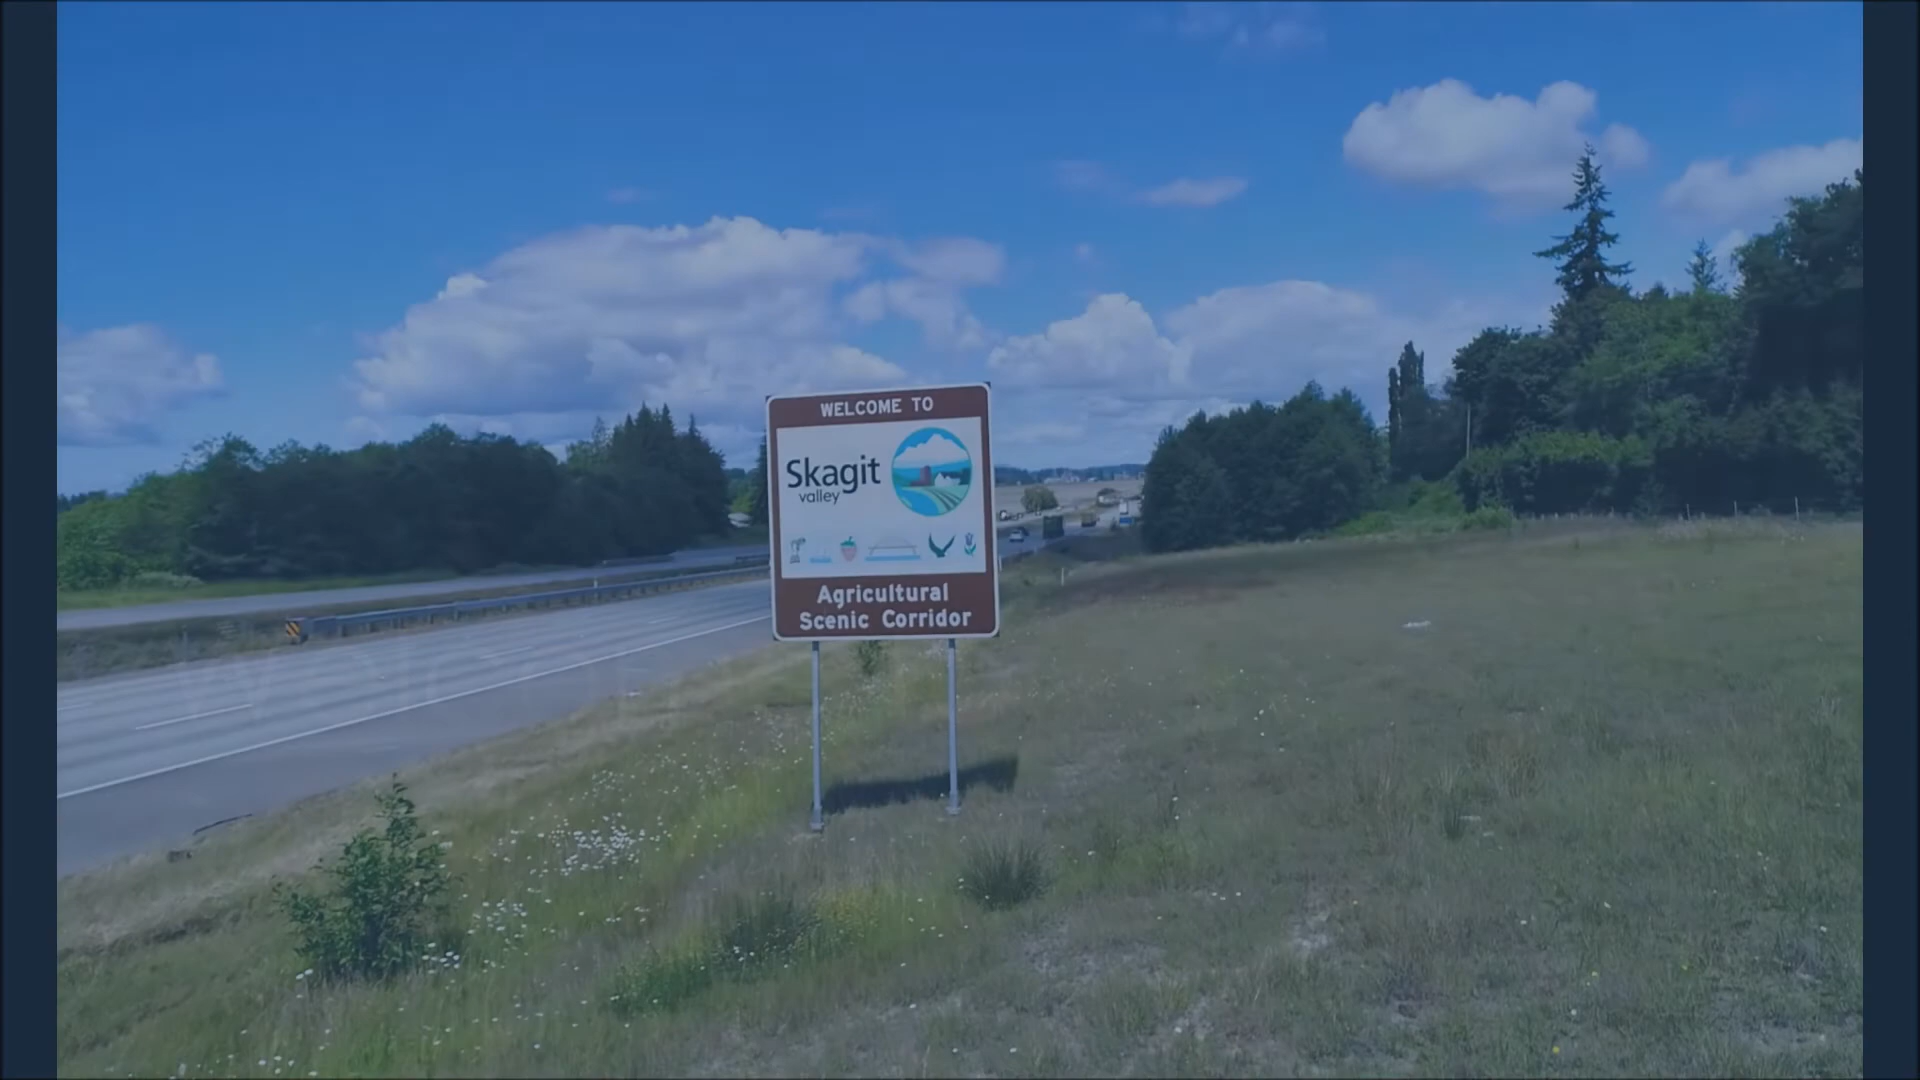 WELCOME TO
Skagit
valley
Agricultural
Scenic Corridor